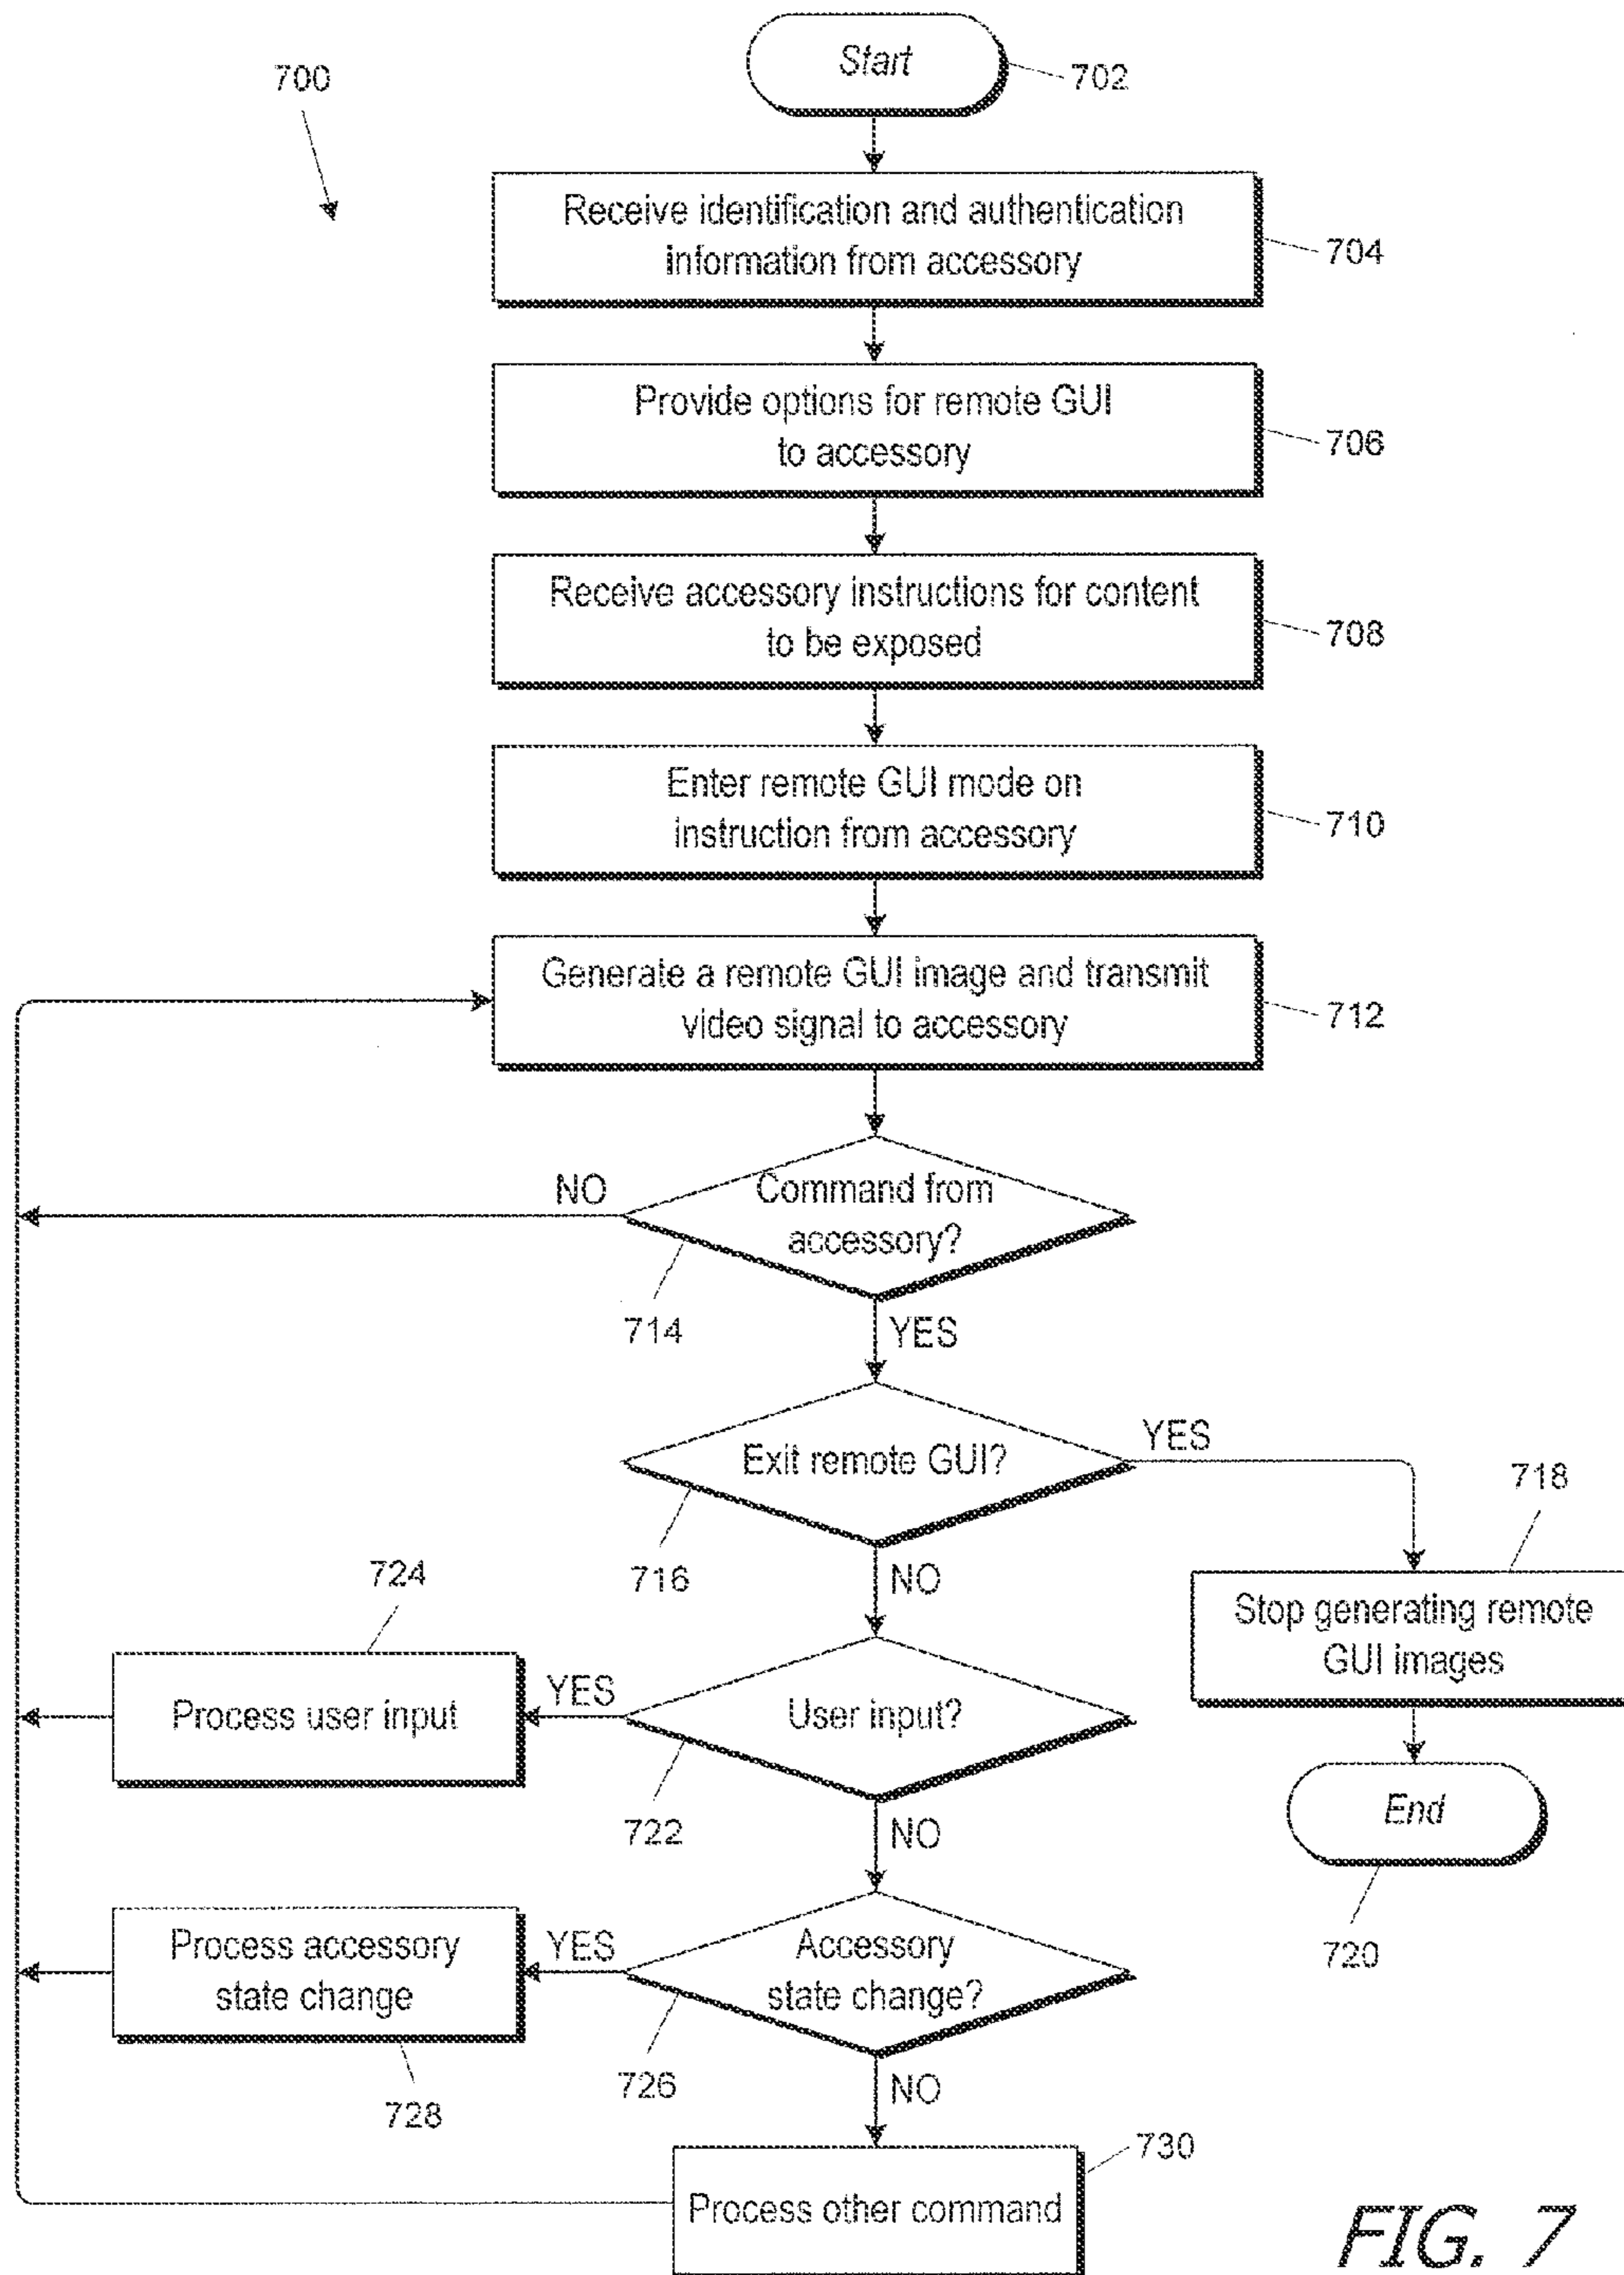 700
Start
702
Receive identification and authentication
information from accessory
704
Provide options for remote GUI
to accessory
706
Receive accessory instructions for content
to be exposed
708
Enter remote GUI mode on
instruction from accessory
710
Generate a remote GUI image and transmit
video signal to accessory
712
NO
Command from
accessory?
714
YES
Exit remote GUI?
YES
716
NO
718
Stop generating remote
GUI images
End
720
724
Process user input
YES
User input?
722
NO
Process accessory
state change
YES
Accessory
state change?
728
726
NO
730
Process other command
FIG. 7